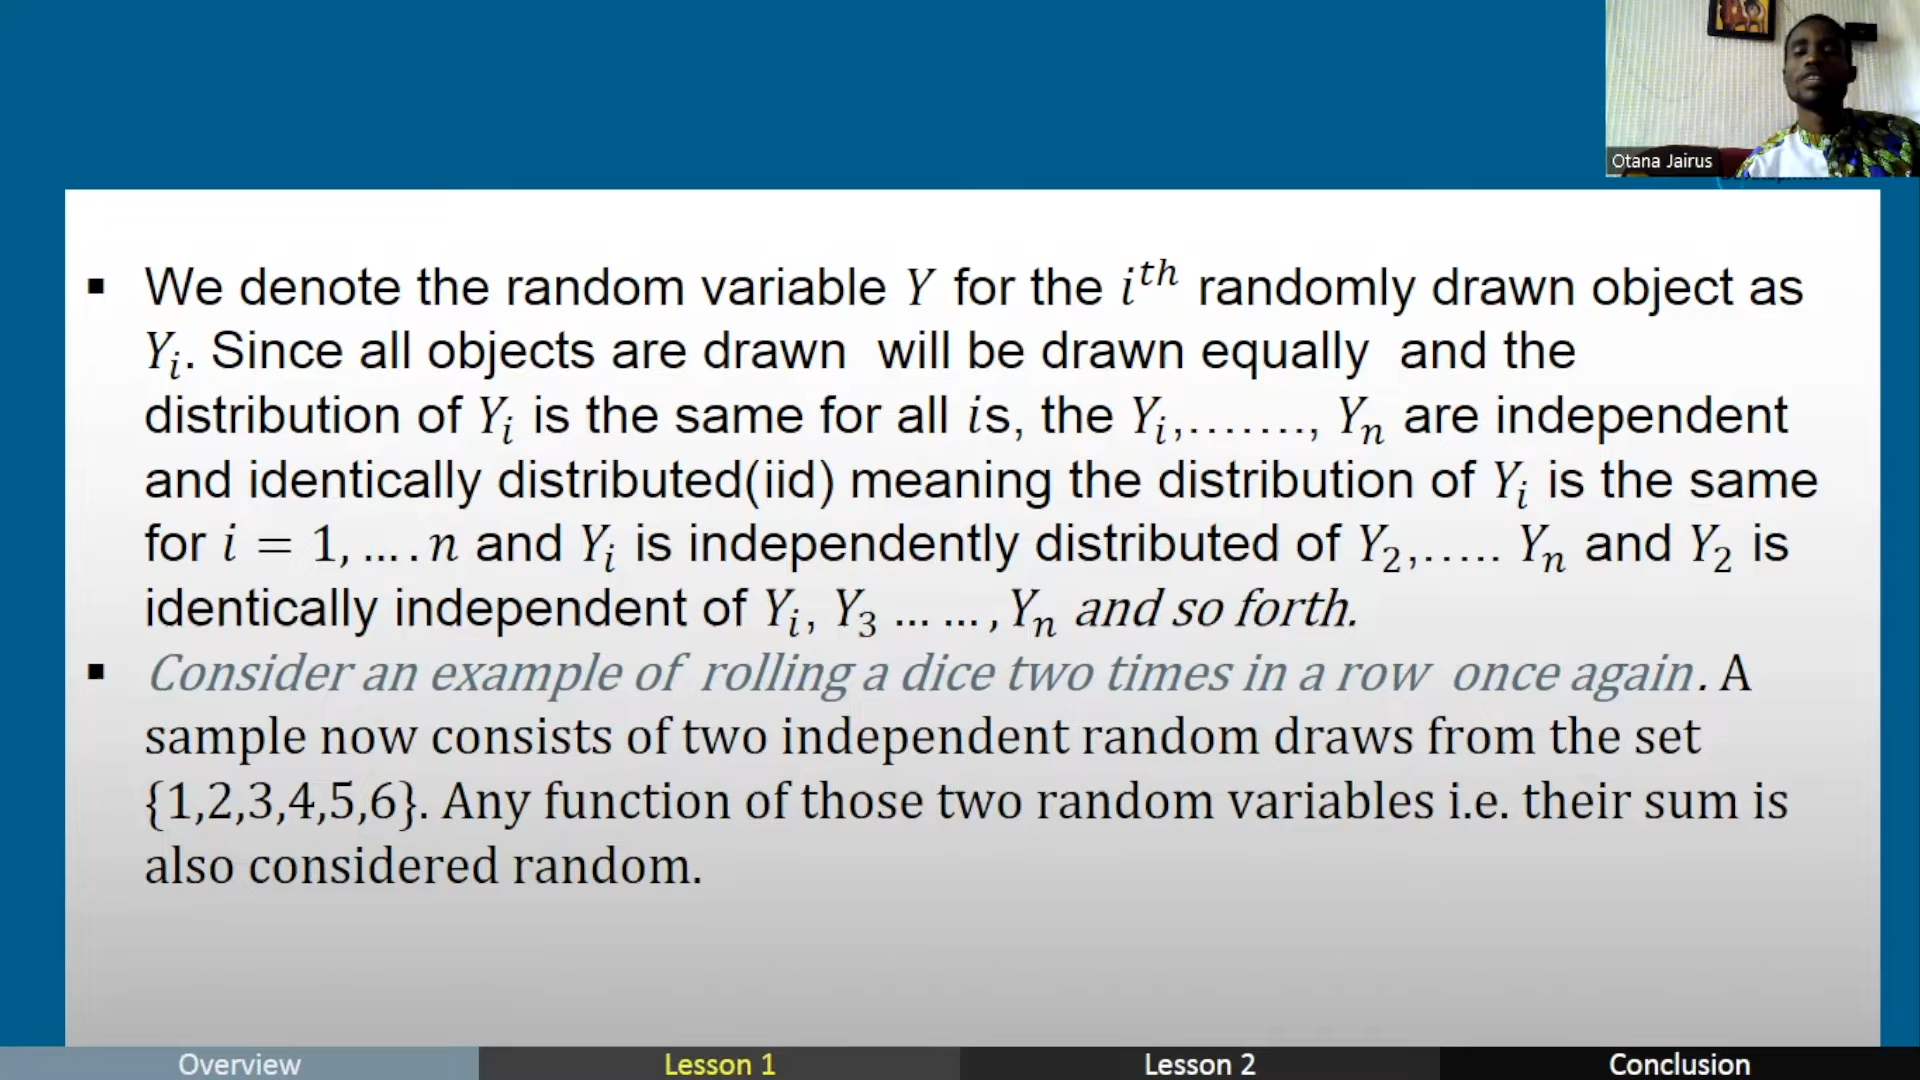 Otana Jairus
▪ We denote the random variable Y for the i^th randomly drawn object as
Y_i. Since all objects are drawn will be drawn equally and the
distribution of Y_i is the same for all is, the Y_i,......., Y_n are independent
and identically distributed(iid) meaning the distribution of Y_i is the same
for i = 1, ... . n and Y_i is independently distributed of Y_2,..... Y_n and Y_2 is
identically independent of Y_i, Y_3 ... ... , Y_n and so forth.
▪ Consider an example of rolling a dice two times in a row once again. A
sample now consists of two independent random draws from the set
{1,2,3,4,5,6}. Any function of those two random variables i.e. their sum is
also considered random.
Overview
Lesson 1
Lesson 2
Conclusion